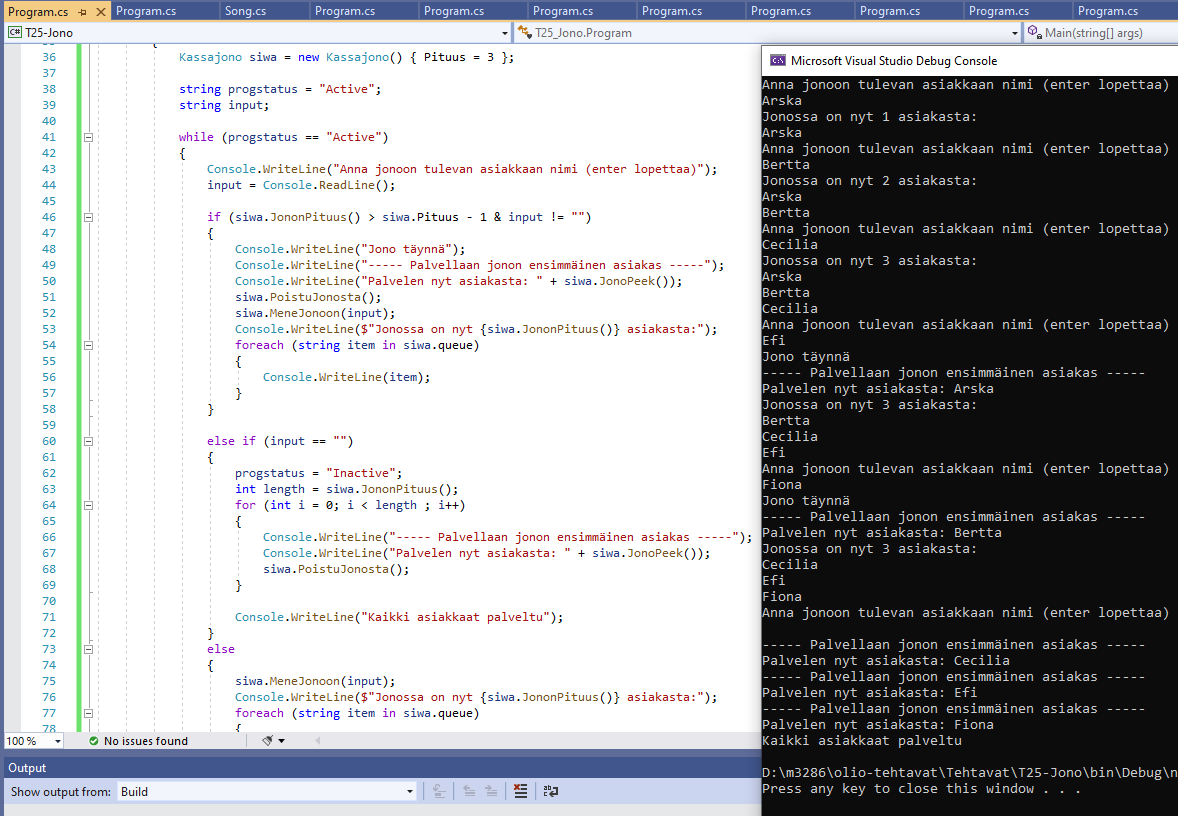 Program.cs Program.cs Song.cs Program.cs Program.cs Program.cs Program.cs Program.cs Program.cs Program.cs Program.cs
C# T25-Jono T25_Jono.Program Main(string[] args)
36 Kassajono siwa = new Kassajono() { Pituus = 3 };
37
38 string progstatus = "Active";
39 string input;
40
41 while (progstatus == "Active")
42 {
43 Console.WriteLine("Anna jonoon tulevan asiakkaan nimi (enter lopettaa)");
44 input = Console.ReadLine();
45
46 if (siwa.JononPituus() > siwa.Pituus - 1 & input != "")
47 {
48 Console.WriteLine("Jono täynnä");
49 Console.WriteLine("----- Palvellaan jonon ensimmäinen asiakas -----");
50 Console.WriteLine("Palvelen nyt asiakasta: " + siwa.JonoPeek());
51 siwa.PoistuJonosta();
52 siwa.MeneJonoon(input);
53 Console.WriteLine($"Jonossa on nyt {siwa.JononPituus()} asiakasta:");
54 foreach (string item in siwa.queue)
55 {
56 Console.WriteLine(item);
57 }
58 }
59
60 else if (input == "")
61 {
62 progstatus = "Inactive";
63 int length = siwa.JononPituus();
64 for (int i = 0; i < length ; i++)
65 {
66 Console.WriteLine("----- Palvellaan jonon ensimmäinen asiakas -----");
67 Console.WriteLine("Palvelen nyt asiakasta: " + siwa.JonoPeek());
68 siwa.PoistuJonosta();
69 }
70
71 Console.WriteLine("Kaikki asiakkaat palveltu");
72 }
73 else
74 {
75 siwa.MeneJonoon(input);
76 Console.WriteLine($"Jonossa on nyt {siwa.JononPituus()} asiakasta:");
77 foreach (string item in siwa.queue)
78 {
100 % No issues found
Output
Show output from: Build
Microsoft Visual Studio Debug Console
Anna jonoon tulevan asiakkaan nimi (enter lopettaa)
Arska
Jonossa on nyt 1 asiakasta:
Arska
Anna jonoon tulevan asiakkaan nimi (enter lopettaa)
Bertta
Jonossa on nyt 2 asiakasta:
Arska
Bertta
Anna jonoon tulevan asiakkaan nimi (enter lopettaa)
Cecilia
Jonossa on nyt 3 asiakasta:
Arska
Bertta
Cecilia
Anna jonoon tulevan asiakkaan nimi (enter lopettaa)
Efi
Jono täynnä
----- Palvellaan jonon ensimmäinen asiakas -----
Palvelen nyt asiakasta: Arska
Jonossa on nyt 3 asiakasta:
Bertta
Cecilia
Efi
Anna jonoon tulevan asiakkaan nimi (enter lopettaa)
Fiona
Jono täynnä
----- Palvellaan jonon ensimmäinen asiakas -----
Palvelen nyt asiakasta: Bertta
Jonossa on nyt 3 asiakasta:
Cecilia
Efi
Fiona
Anna jonoon tulevan asiakkaan nimi (enter lopettaa)
----- Palvellaan jonon ensimmäinen asiakas -----
Palvelen nyt asiakasta: Cecilia
----- Palvellaan jonon ensimmäinen asiakas -----
Palvelen nyt asiakasta: Efi
----- Palvellaan jonon ensimmäinen asiakas -----
Palvelen nyt asiakasta: Fiona
Kaikki asiakkaat palveltu
D:\m3286\olio-tehtavat\Tehtavat\T25-Jono\bin\Debug\n
Press any key to close this window . . .